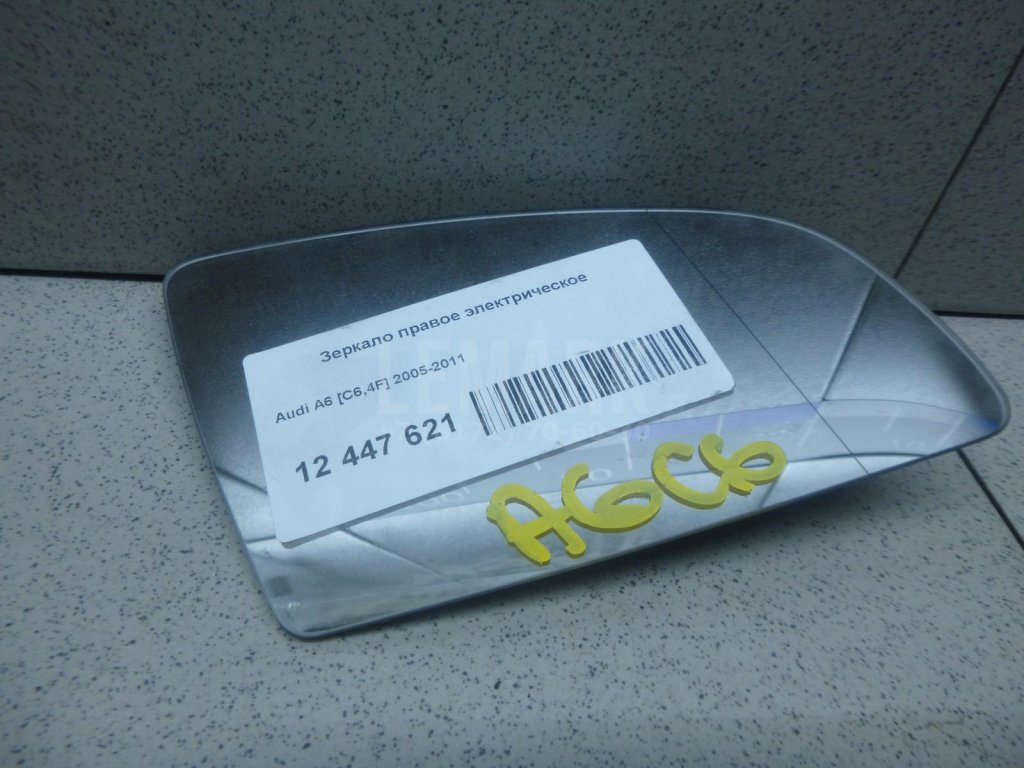 Зеркало правое электрическое
Audi A6 [C6,4F] 2005-2011
12 447 621
A6C6